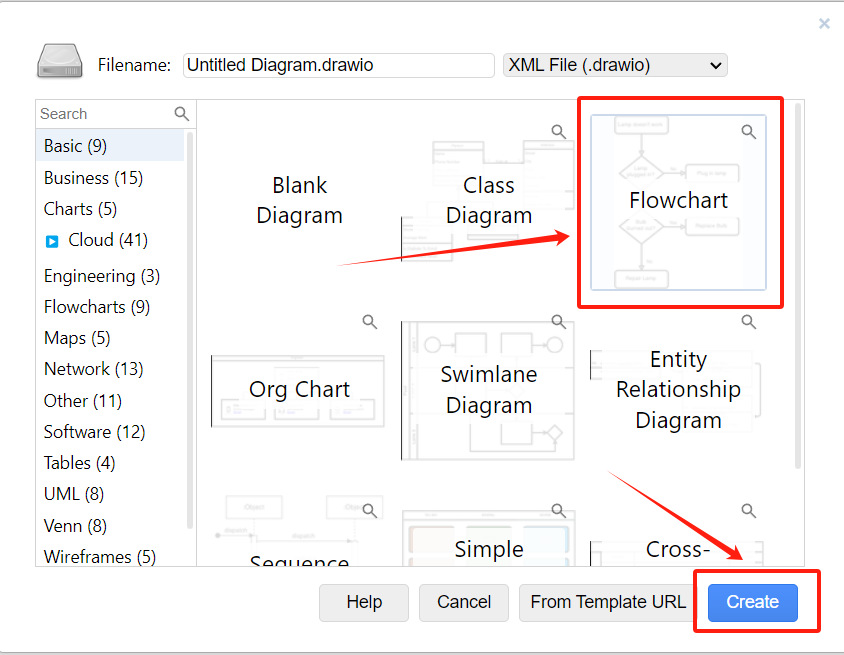 Filename:
Untitled Diagram.drawio
XML File (.drawio)
Search
Basic (9)
Business (15)
Charts (5)
Cloud (41)
Engineering (3)
Flowcharts (9)
Maps (5)
Network (13)
Other (11)
Software (12)
Tables (4)
UML (8)
Venn (8)
Wireframes (5)
Blank
Diagram
Class
Diagram
Flowchart
Org Chart
Swimlane
Diagram
Entity
Relationship
Diagram
Sequence
Simple
Cross-
Help
Cancel
From Template URL
Create